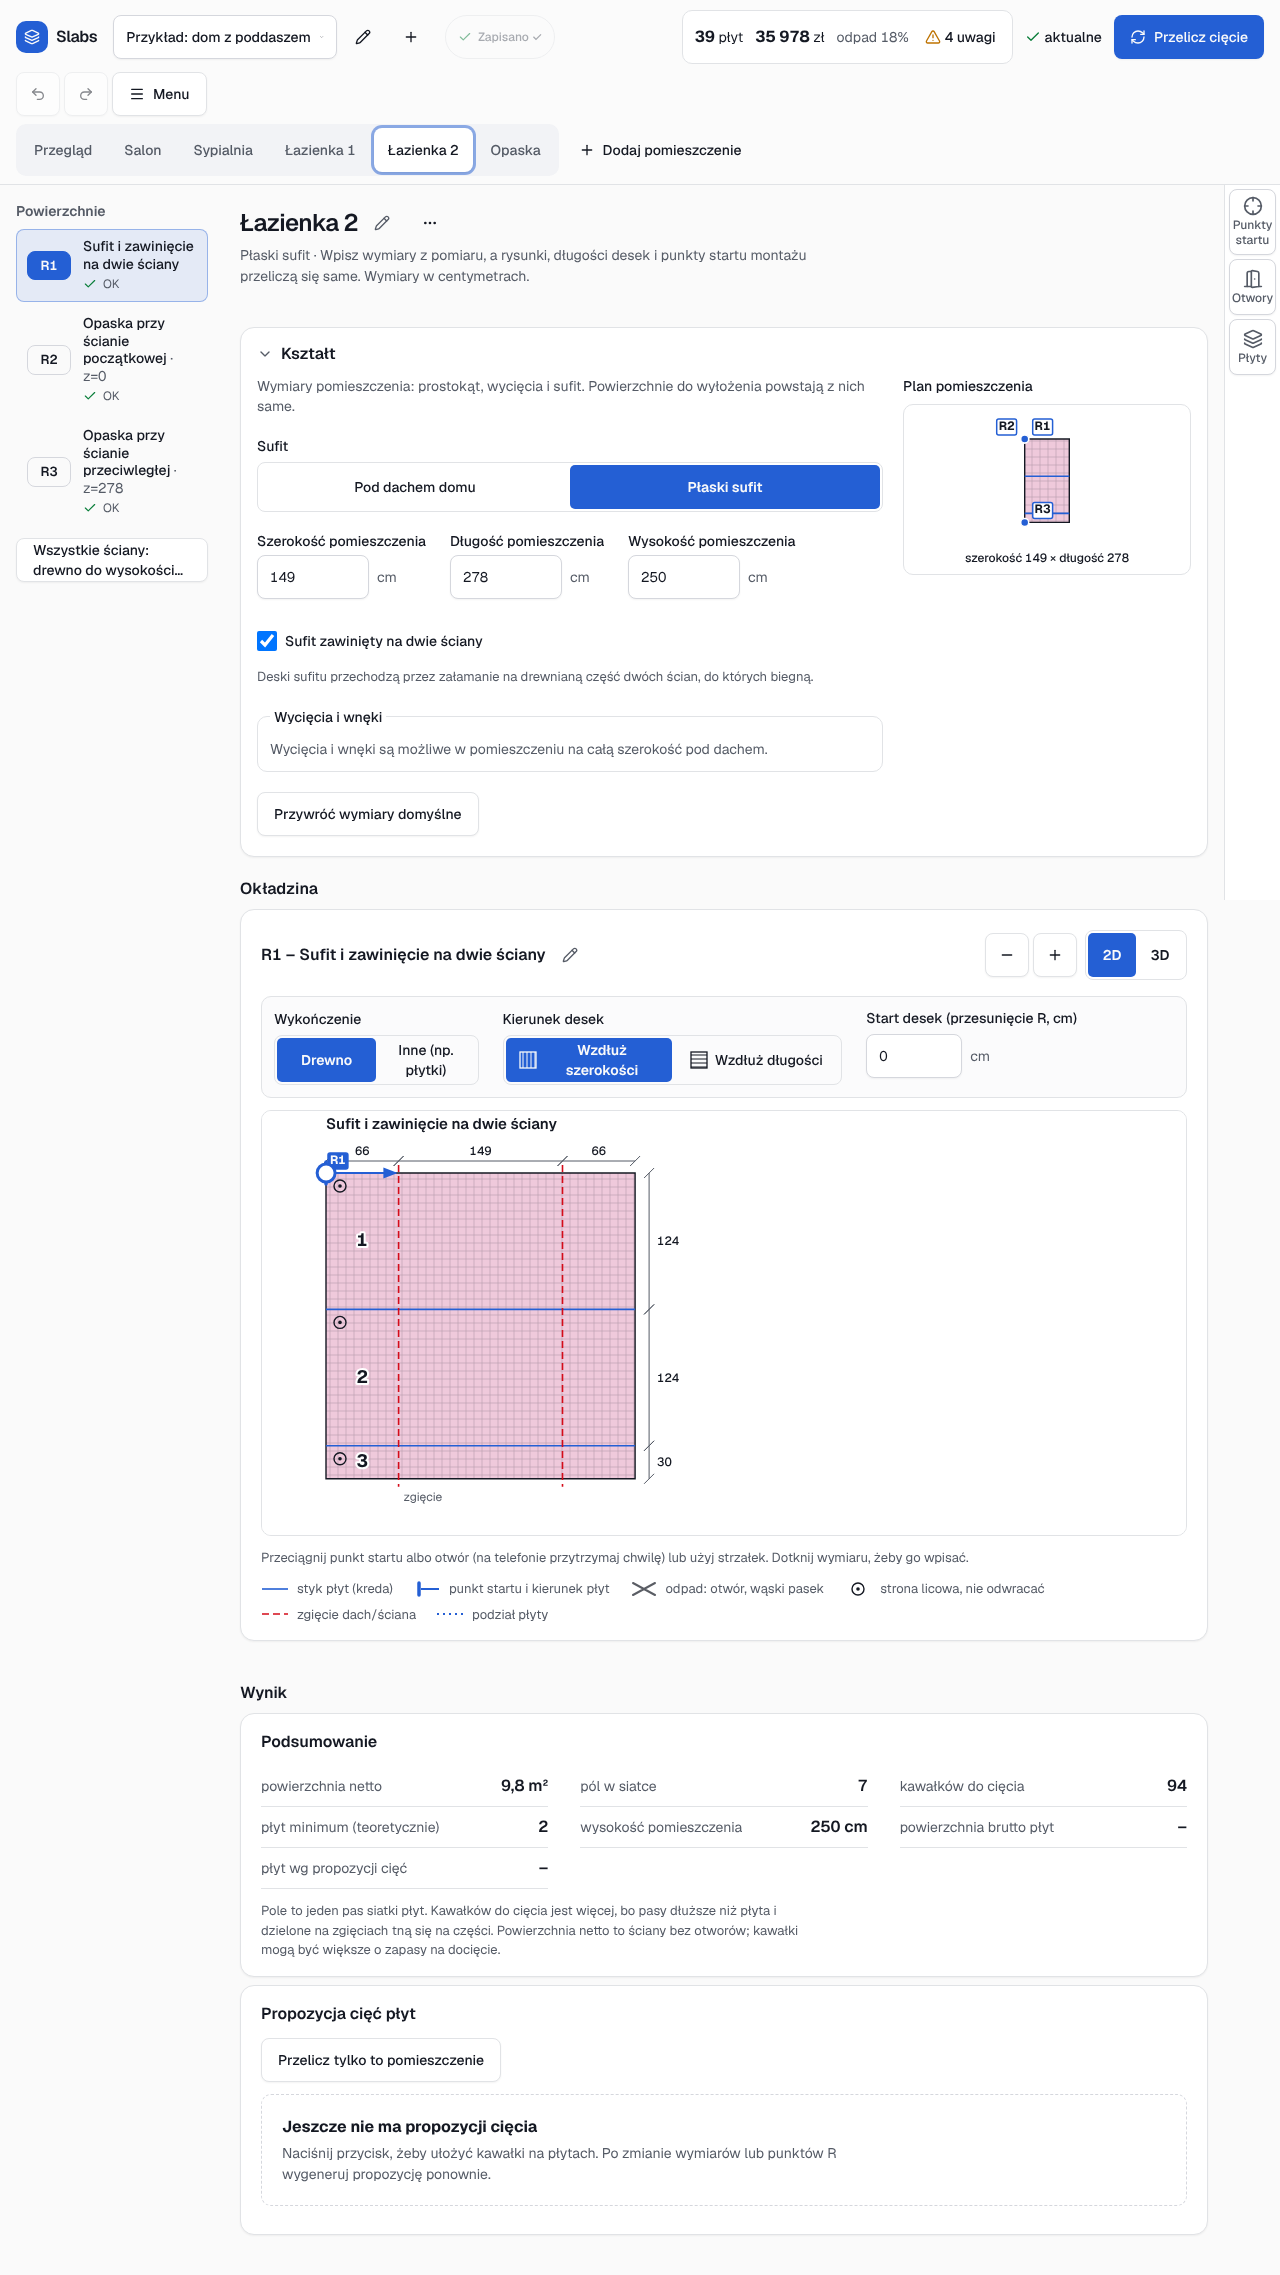 Slabs
Przykład: dom z poddaszem
Zapisano ✓
39 płyt 35 978 zł odpad 18% 4 uwagi
aktualne
Przelicz cięcie
Menu
Przegląd
Salon
Sypialnia
Łazienka 1
Łazienka 2
Opaska
Dodaj pomieszczenie
Powierzchnie
R1
Sufit i zawinięcie
na dwie ściany
OK
R2
Opaska przy
ścianie
początkowej ·
z=0
OK
R3
Opaska przy
ścianie
przeciwległej ·
z=278
OK
Wszystkie ściany:
drewno do wysokości...
Łazienka 2
Płaski sufit · Wpisz wymiary z pomiaru, a rysunki, długości desek i punkty startu montażu
przeliczą się same. Wymiary w centymetrach.
Punkty
startu
Otwory
Płyty
Kształt
Wymiary pomieszczenia: prostokąt, wycięcia i sufit. Powierzchnie do wyłożenia powstają z nich
same.
Sufit
Pod dachem domu
Płaski sufit
Szerokość pomieszczenia
149 cm
Długość pomieszczenia
278 cm
Wysokość pomieszczenia
250 cm
Sufit zawinięty na dwie ściany
Deski sufitu przechodzą przez załamanie na drewnianą część dwóch ścian, do których biegną.
Wycięcia i wnęki
Wycięcia i wnęki są możliwe w pomieszczeniu na całą szerokość pod dachem.
Przywróć wymiary domyślne
Plan pomieszczenia
R2 R1
R3
szerokość 149 × długość 278
Okładzina
R1 – Sufit i zawinięcie na dwie ściany
2D
3D
Wykończenie
Drewno
Inne (np.
płytki)
Kierunek desek
Wzdłuż
szerokości
Wzdłuż długości
Start desek (przesunięcie R, cm)
0 cm
Sufit i zawinięcie na dwie ściany
66 149 66
R1
1
124
2
124
3
30
zgięcie
Przeciągnij punkt startu albo otwór (na telefonie przytrzymaj chwilę) lub użyj strzałek. Dotknij wymiaru, żeby go wpisać.
styk płyt (kreda)
punkt startu i kierunek płyt
odpad: otwór, wąski pasek
strona licowa, nie odwracać
zgięcie dach/ściana
podział płyty
Wynik
Podsumowanie
powierzchnia netto 9,8 m²
pól w siatce 7
kawałków do cięcia 94
płyt minimum (teoretycznie) 2
wysokość pomieszczenia 250 cm
powierzchnia brutto płyt –
płyt wg propozycji cięć –
Pole to jeden pas siatki płyt. Kawałków do cięcia jest więcej, bo pasy dłuższe niż płyta i
dzielone na zgięciach tną się na części. Powierzchnia netto to ściany bez otworów; kawałki
mogą być większe o zapasy na docięcie.
Propozycja cięć płyt
Przelicz tylko to pomieszczenie
Jeszcze nie ma propozycji cięcia
Naciśnij przycisk, żeby ułożyć kawałki na płytach. Po zmianie wymiarów lub punktów R
wygeneruj propozycję ponownie.